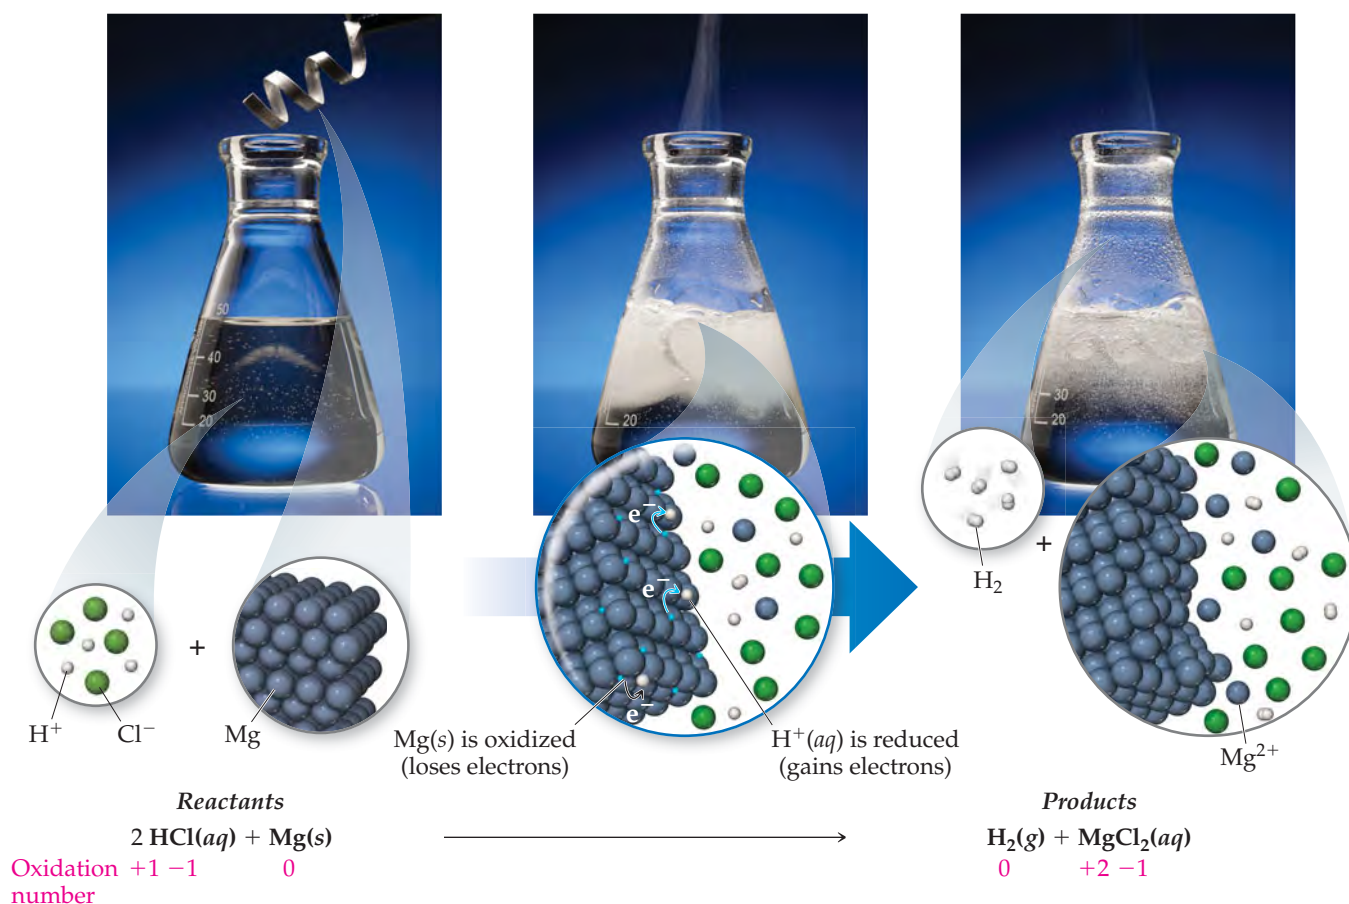 50
40
30
20
20
30
20
e⁻
e⁻
e⁻
H₂
+
+
H⁺
Cl⁻
Mg
Mg(s) is oxidized
(loses electrons)
H⁺(aq) is reduced
(gains electrons)
Mg²⁺
Reactants
2 HCl(aq) + Mg(s)
Oxidation number +1 −1 0
Products
H₂(g) + MgCl₂(aq)
0 +2 −1